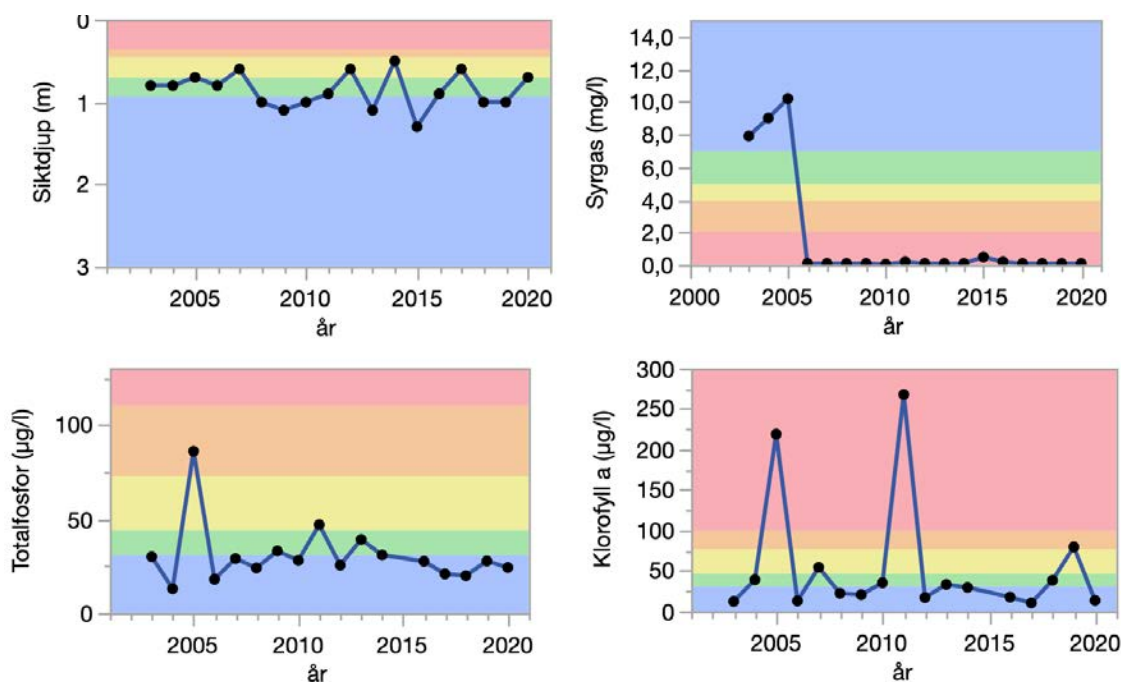 0
1
2
3
Siktdjup (m)
2005 2010 2015 2020
år
14,0
12,0
10,0
8,0
6,0
4,0
2,0
0,0
Syrgas (mg/l)
2000 2005 2010 2015 2020
år
100
50
0
Totalfosfor (µg/l)
2005 2010 2015 2020
år
300
250
200
150
100
50
0
Klorofyll a (µg/l)
2005 2010 2015 2020
år